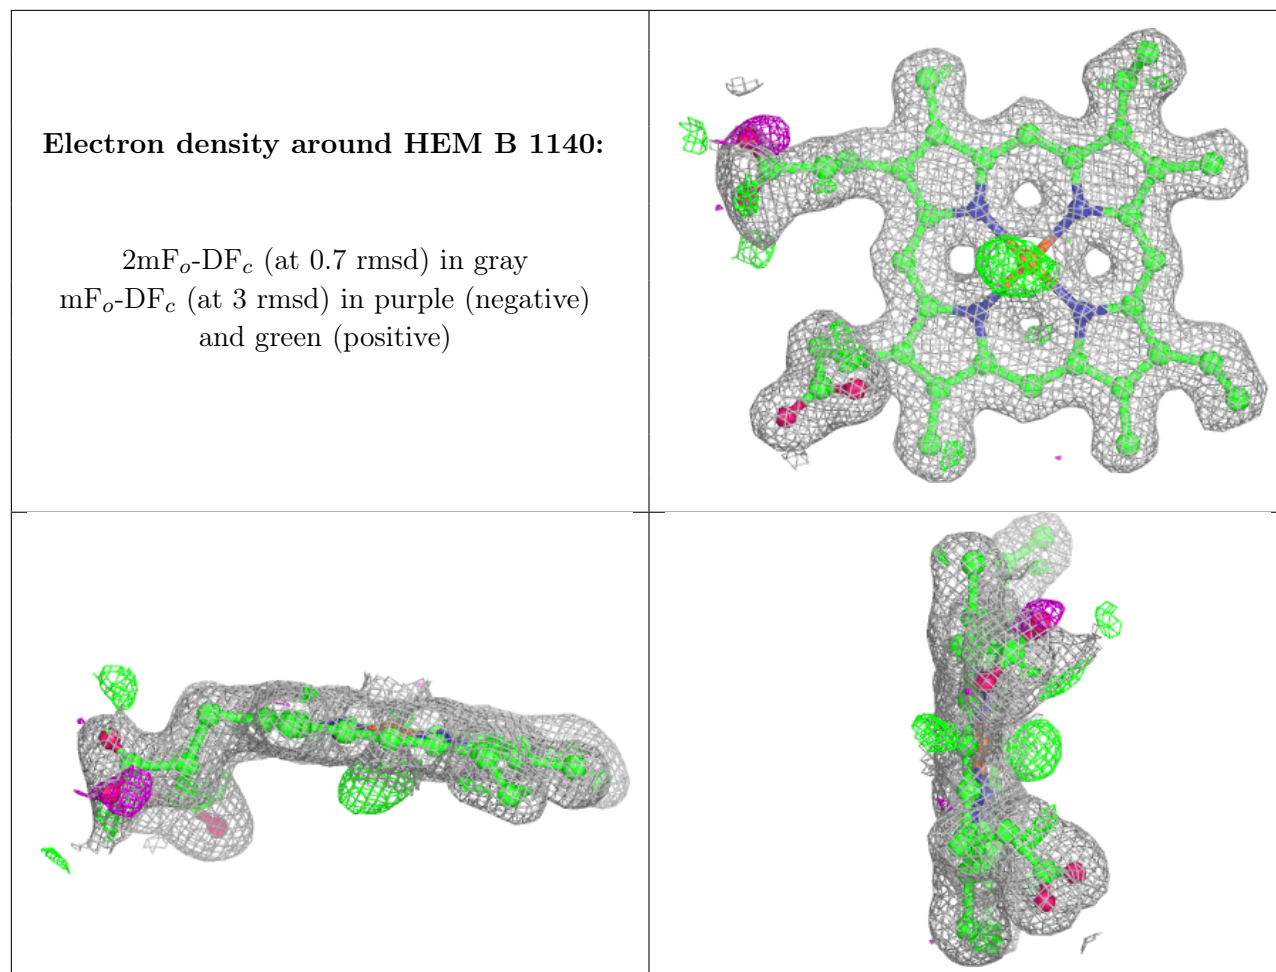 Electron density around HEM B 1140:
2mFₒ-DF𝒸 (at 0.7 rmsd) in gray
mFₒ-DF𝒸 (at 3 rmsd) in purple (negative)
and green (positive)